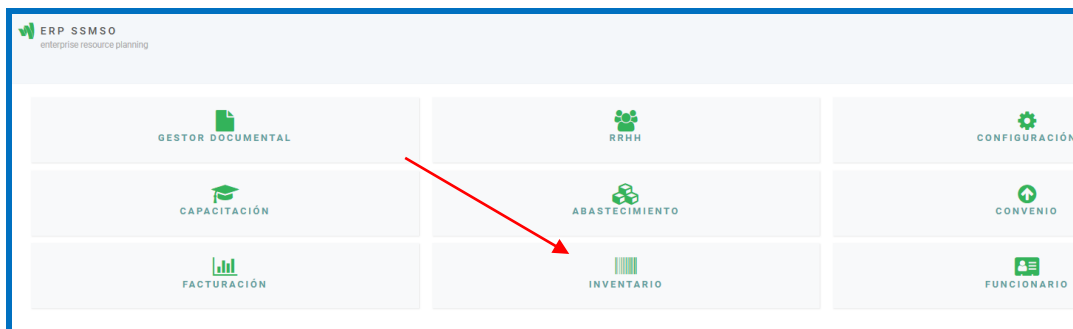 ERP SSMSO
enterprise resource planning
GESTOR DOCUMENTAL
RRHH
CONFIGURACIÓN
CAPACITACIÓN
ABASTECIMIENTO
CONVENIO
FACTURACIÓN
INVENTARIO
FUNCIONARIO